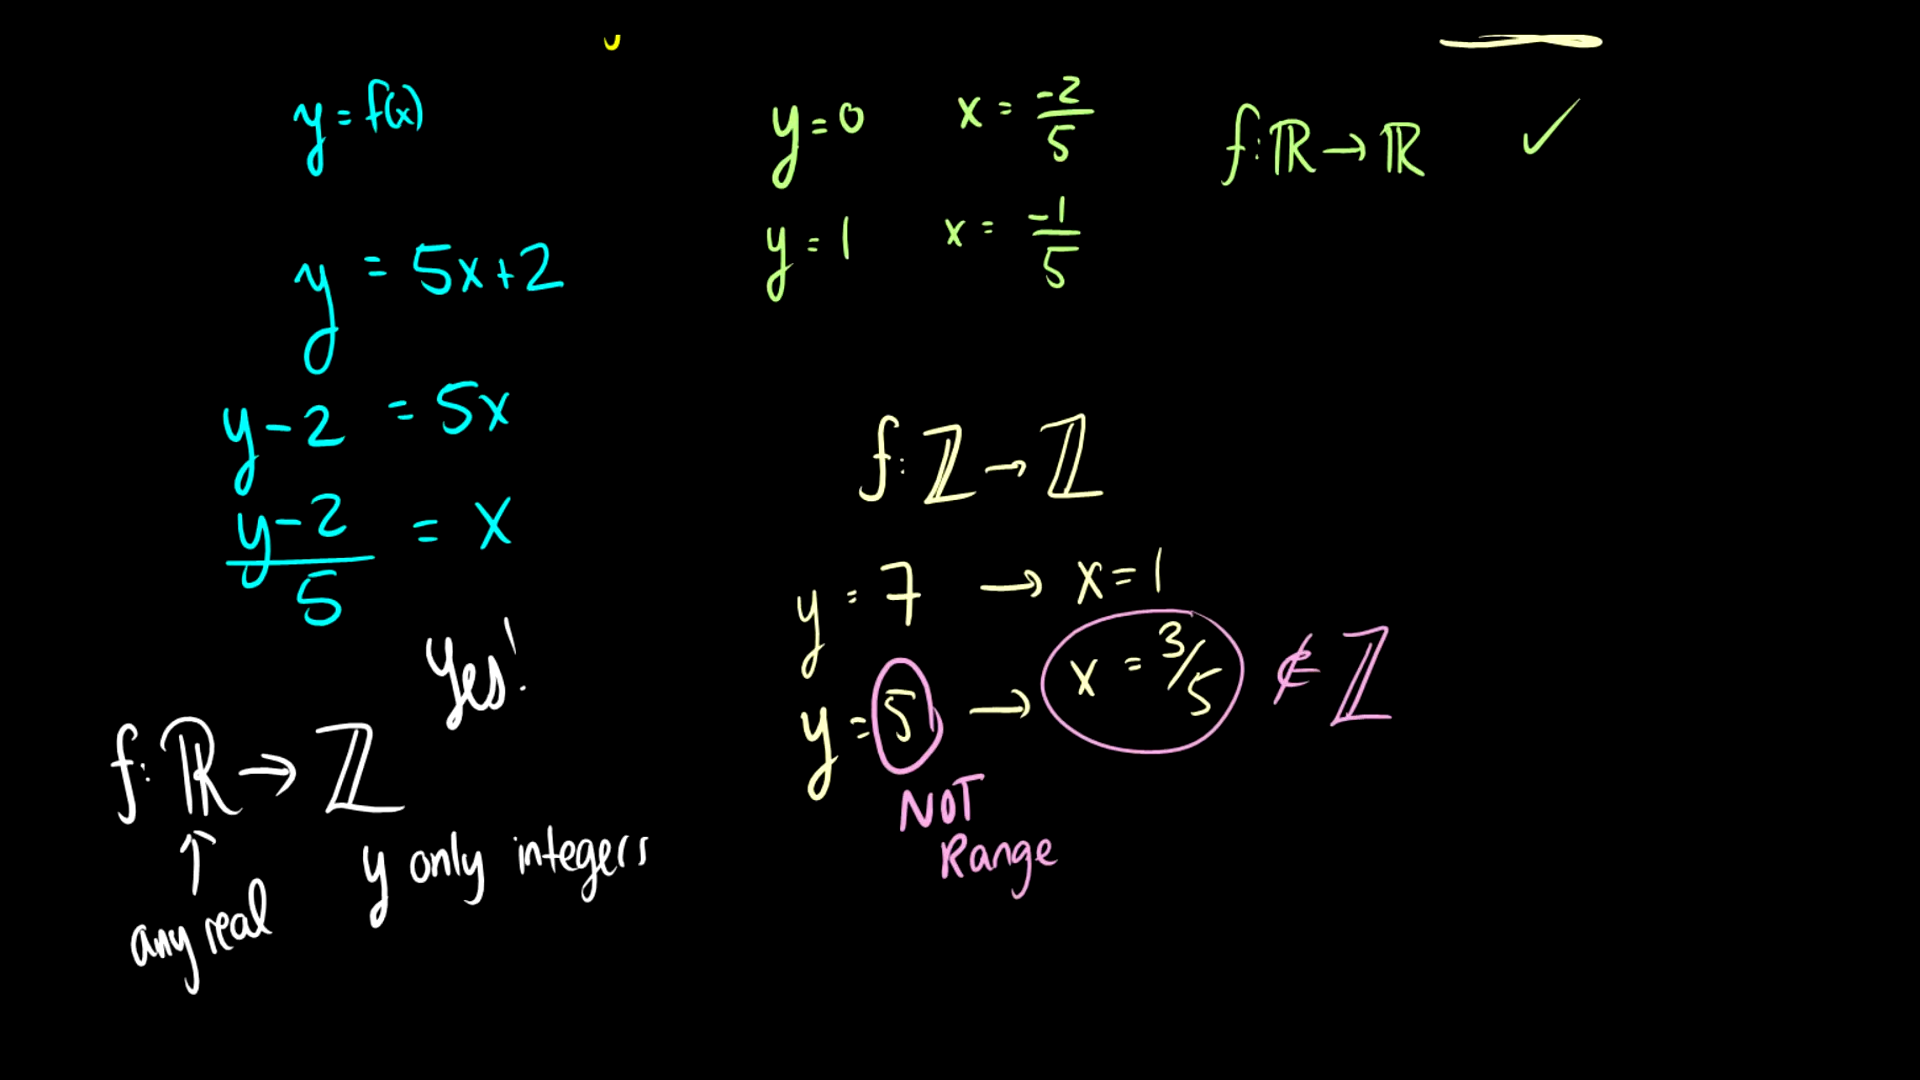 y = f(x)
y = 5x+2
y-2 = 5x
y-2/5 = x
y=0 x = -2/5
y=1 x = -1/5
f: ℝ → ℝ ✓
f: ℤ → ℤ
y = 7 → x = 1
y = 5 → x = 3/5 ∉ ℤ
NOT
Range
Yes!
f: ℝ → ℤ
↑
any real
y only integers